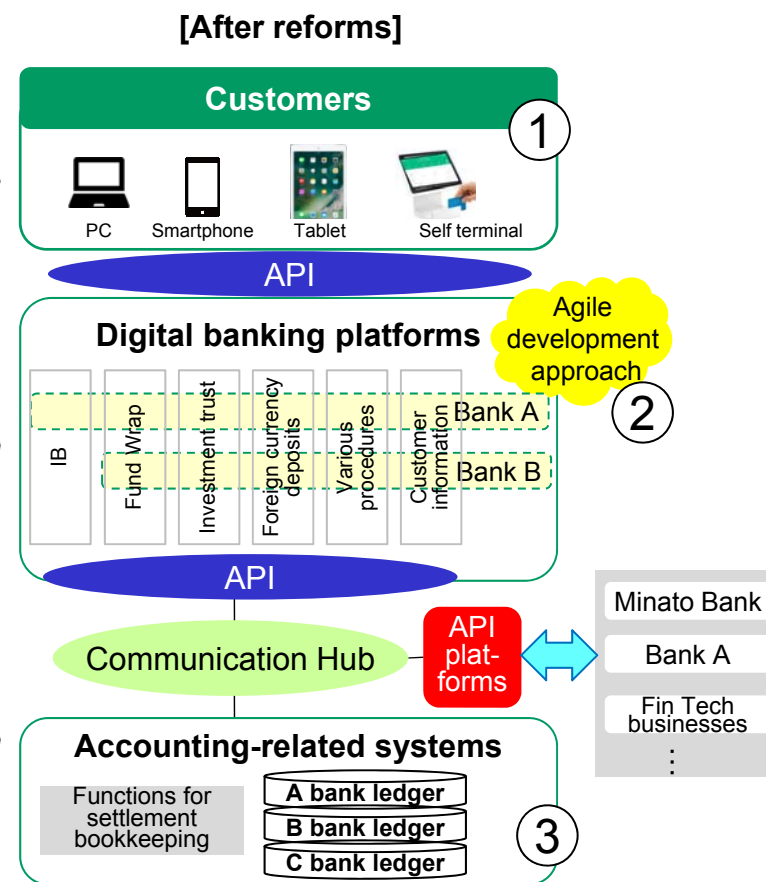 [After reforms]
Customers
1
PC
Smartphone
Tablet
Self terminal
API
Digital banking platforms
Agile
development
approach
2
IB
Fund Wrap
Investment trust
Foreign currency
deposits
Various
procedures
Customer
information
Bank A
Bank B
API
Communication Hub
API
plat-
forms
Minato Bank
Bank A
Fin Tech
businesses
⋮
Accounting-related systems
Functions for
settlement
bookkeeping
A bank ledger
B bank ledger
C bank ledger
3